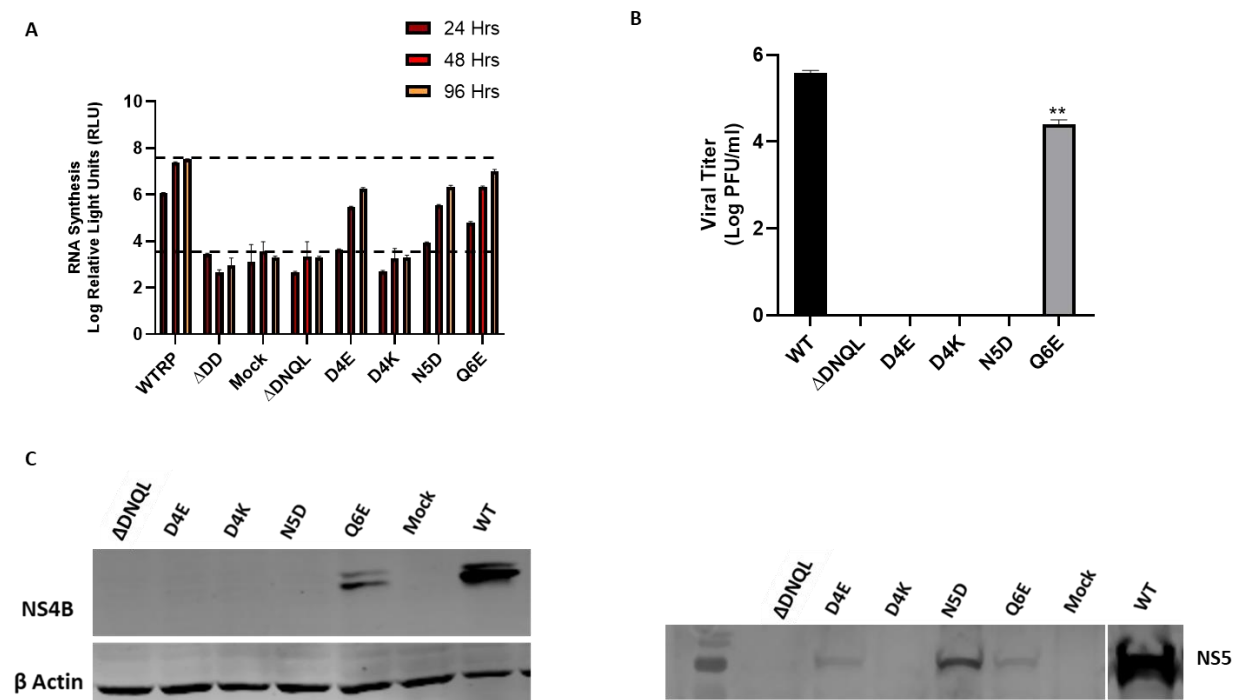 A
24 Hrs
48 Hrs
96 Hrs
RNA Synthesis
Log Relative Light Units (RLU)
10
8
6
4
2
0
WTRP
ΔDD
Mock
ΔDNQL
D4E
D4K
N5D
Q6E
B
Viral Titer
(Log PFU/ml)
6
4
2
0
**
WT
ΔDNQL
D4E
D4K
N5D
Q6E
C
ΔDNQL
D4E
D4K
N5D
Q6E
Mock
WT
NS4B
β Actin
ΔDNQL
D4E
D4K
N5D
Q6E
Mock
WT
NS5